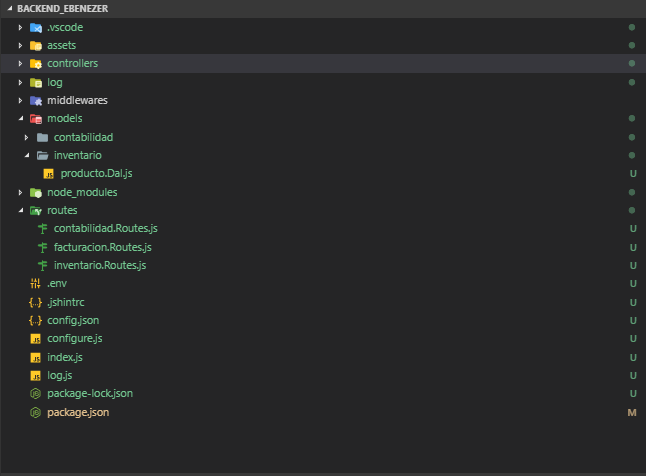 BACKEND_EBENEZER
.vscode
assets
controllers
log
middlewares
models
contabilidad
inventario
producto.Dal.js U
node_modules
routes
contabilidad.Routes.js U
facturacion.Routes.js U
inventario.Routes.js U
.env U
.jshintrc U
config.json U
configure.js U
index.js U
log.js U
package-lock.json U
package.json M